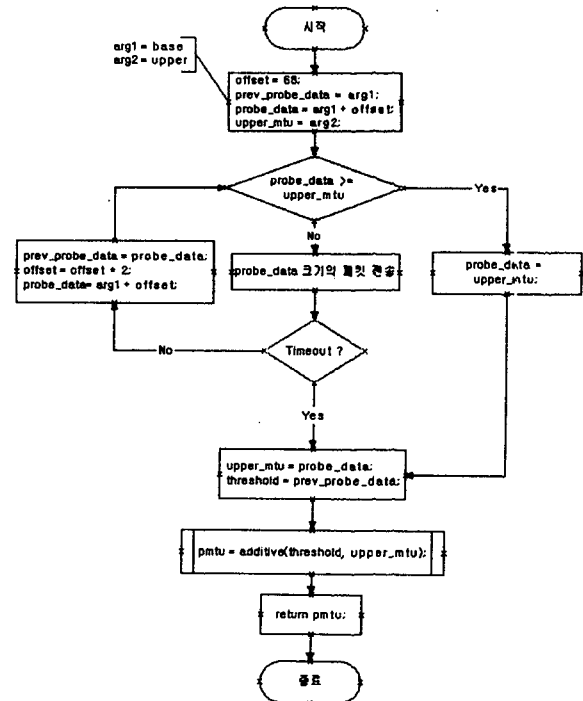 시작
arg1 = base
arg2 = upper
offset = 68;
prev_probe_data = arg1;
probe_data = arg1 + offset;
upper_mtu = arg2;
probe_data >=
upper_mtu
Yes
No
prev_probe_data = probe_data;
offset = offset * 2;
probe_data= arg1 + offset;
probe_data 크기의 패킷 전송
probe_data =
upper_mtu;
No
Timeout ?
Yes
upper_mtu = probe_data;
threshold = prev_probe_data;
pmtu = additive(threshold, upper_mtu);
return pmtu;
종료